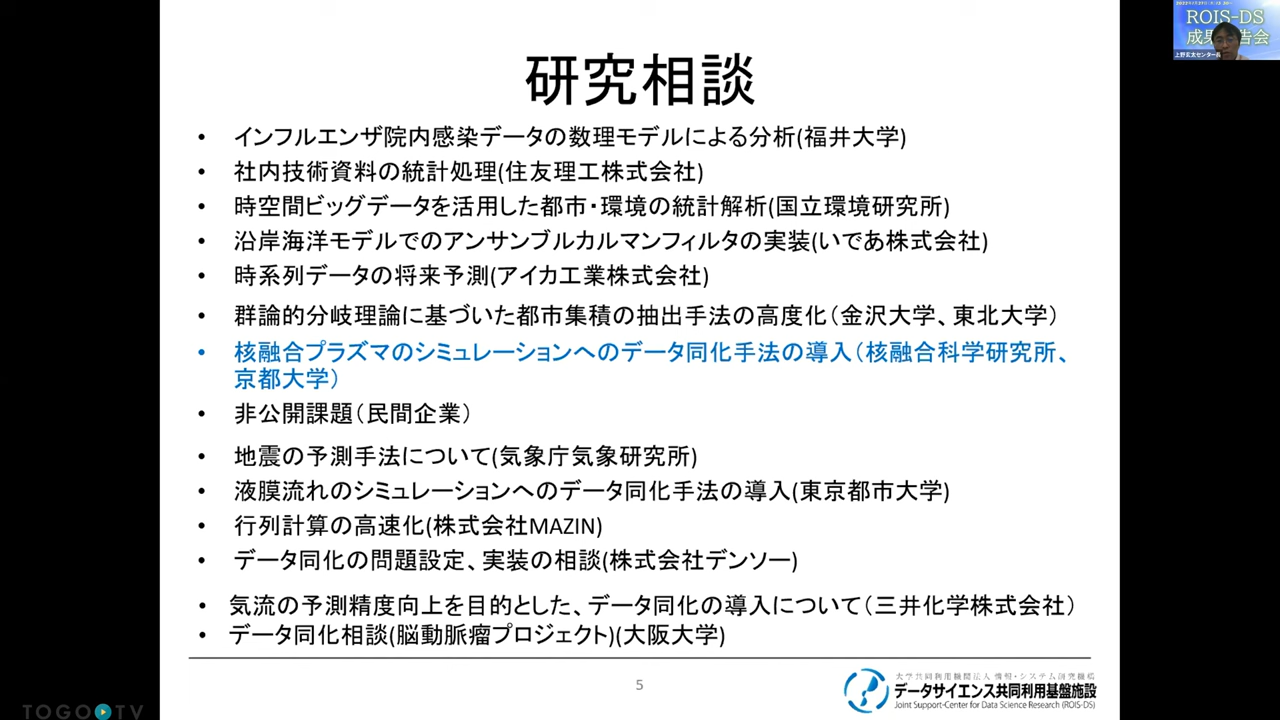 ROIS-DS
上野玄太センター長
研究相談
• インフルエンザ院内感染データの数理モデルによる分析(福井大学)
• 社内技術資料の統計処理(住友理工株式会社)
• 時空間ビッグデータを活用した都市・環境の統計解析(国立環境研究所)
• 沿岸海洋モデルでのアンサンブルカルマンフィルタの実装(いであ株式会社)
• 時系列データの将来予測(アイカ工業株式会社)
• 群論的分岐理論に基づいた都市集積の抽出手法の高度化（金沢大学、東北大学）
• 核融合プラズマのシミュレーションへのデータ同化手法の導入（核融合科学研究所、
京都大学）
• 非公開課題（民間企業）
• 地震の予測手法について(気象庁気象研究所)
• 液膜流れのシミュレーションへのデータ同化手法の導入(東京都市大学)
• 行列計算の高速化(株式会社MAZIN)
• データ同化の問題設定、実装の相談(株式会社デンソー)
• 気流の予測精度向上を目的とした、データ同化の導入について（三井化学株式会社）
• データ同化相談(脳動脈瘤プロジェクト)(大阪大学)
5
大学共同利用機関法人 情報・システム研究機構
データサイエンス共同利用基盤施設
Joint Support-Center for Data Science Research (ROIS-DS)
TOGO TV